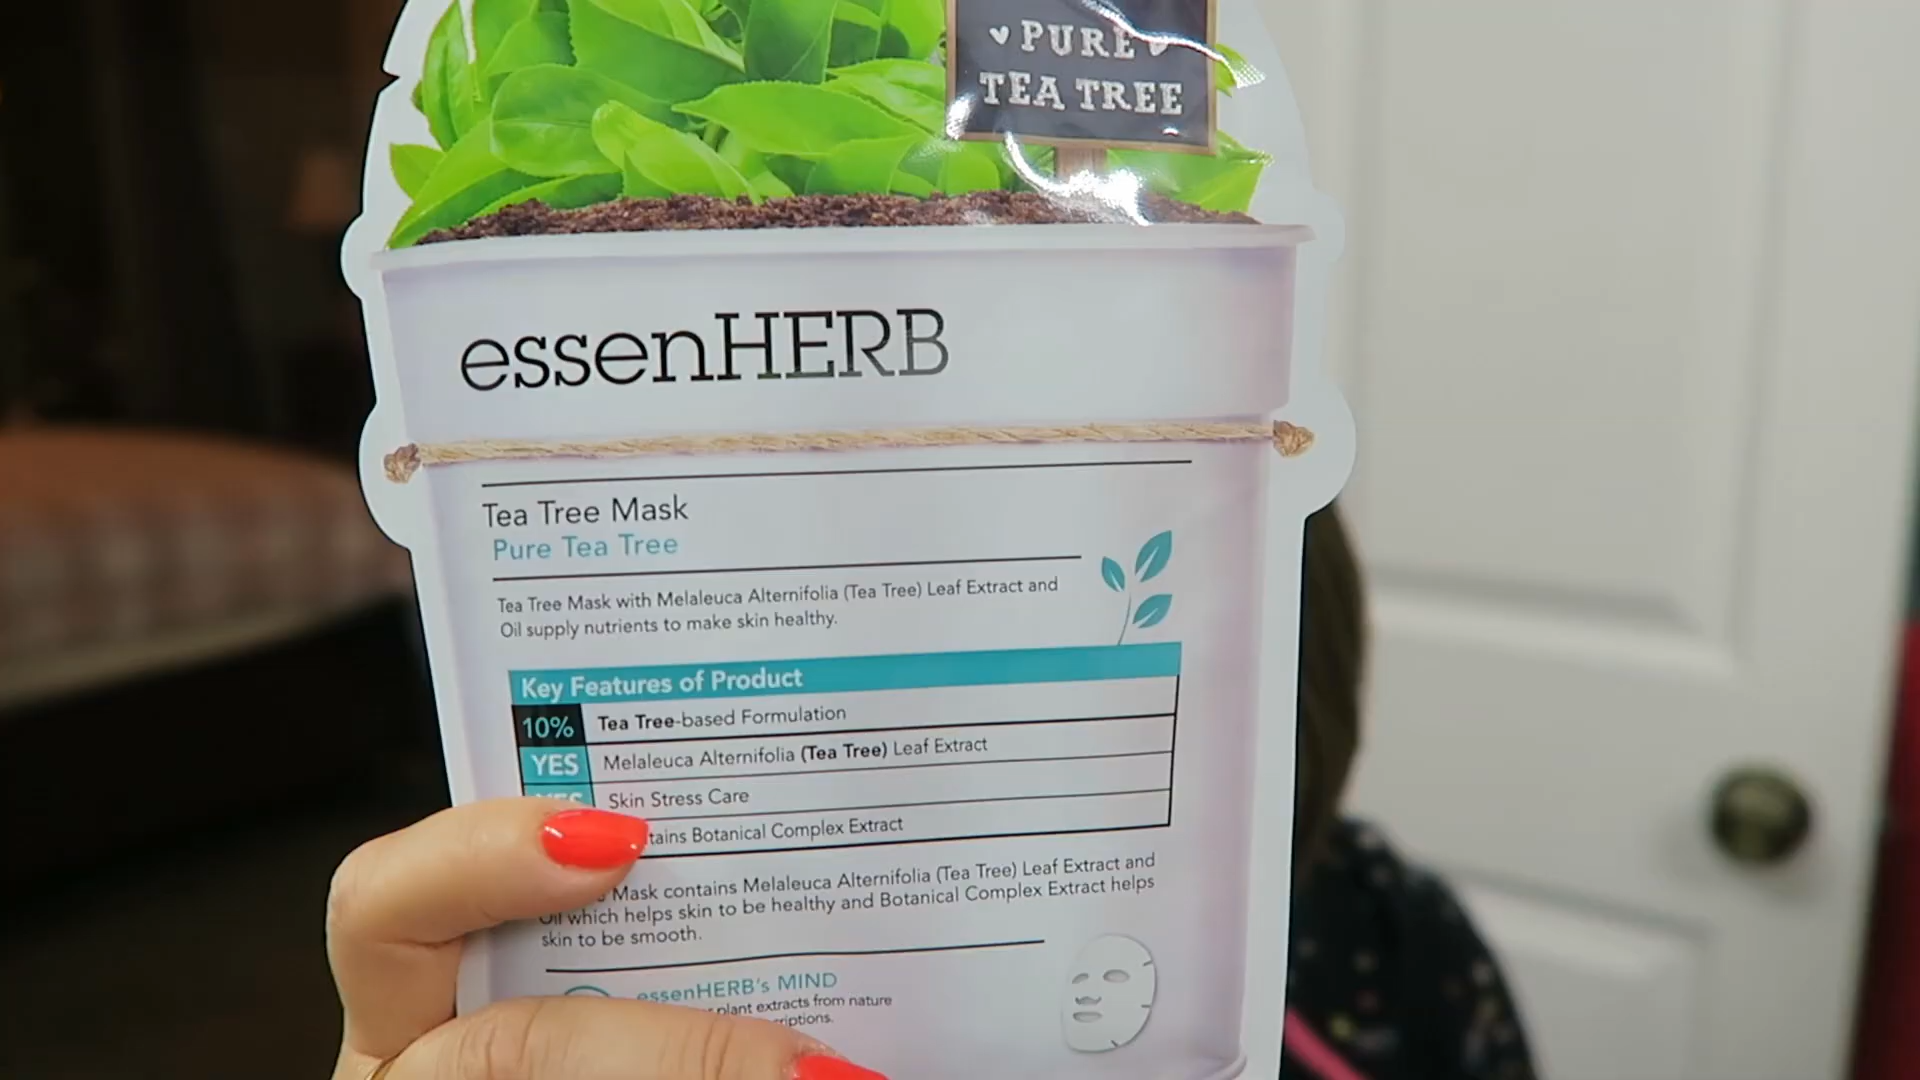 PURE
TEA TREE
essenHERB
Tea Tree Mask
Pure Tea Tree
Tea Tree Mask with Melaleuca Alternifolia (Tea Tree) Leaf Extract and
Oil supply nutrients to make skin healthy.
Key Features of Product
10% Tea Tree-based Formulation
YES Melaleuca Alternifolia (Tea Tree) Leaf Extract
YES Skin Stress Care
Botanical Complex Extract
Mask contains Melaleuca Alternifolia (Tea Tree) Leaf Extract and
Oil which helps skin to be healthy and Botanical Complex Extract helps
skin to be smooth.
essenHERB's MIND
plant extracts from nature